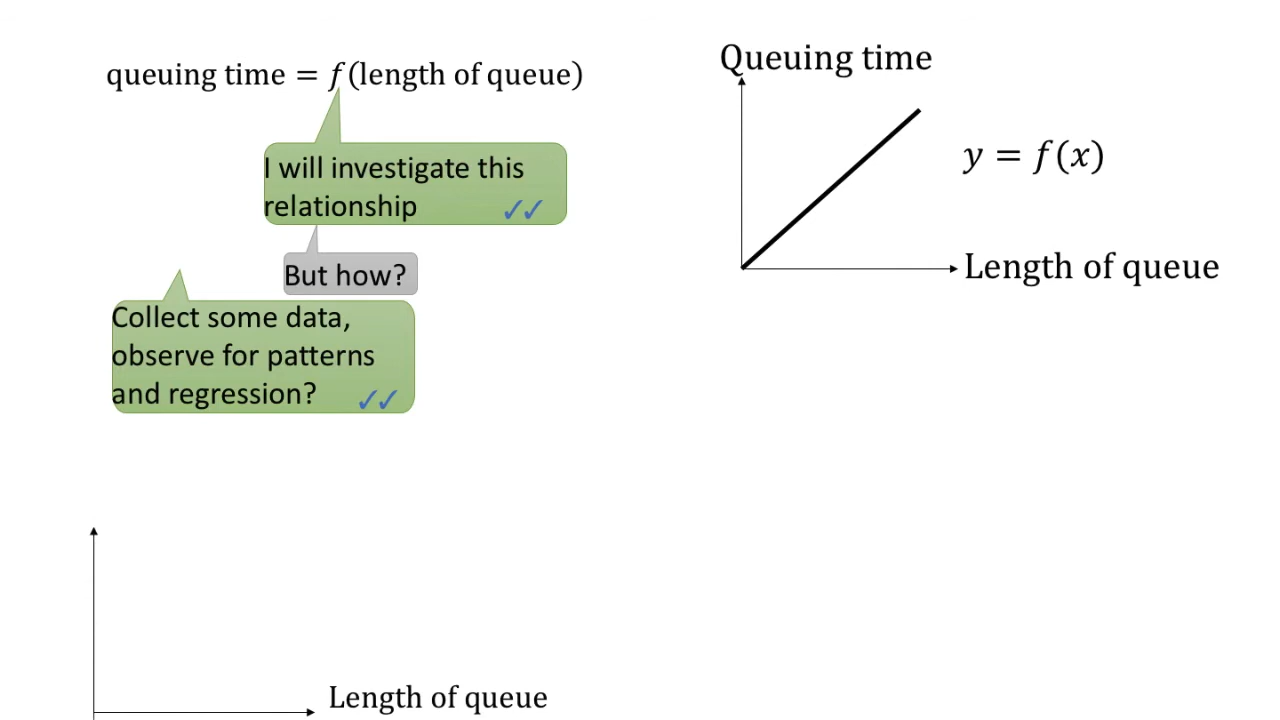 queuing time = f(length of queue)
I will investigate this
relationship ✓✓
But how?
Collect some data,
observe for patterns
and regression? ✓✓
Queuing time
y = f(x)
Length of queue
Length of queue